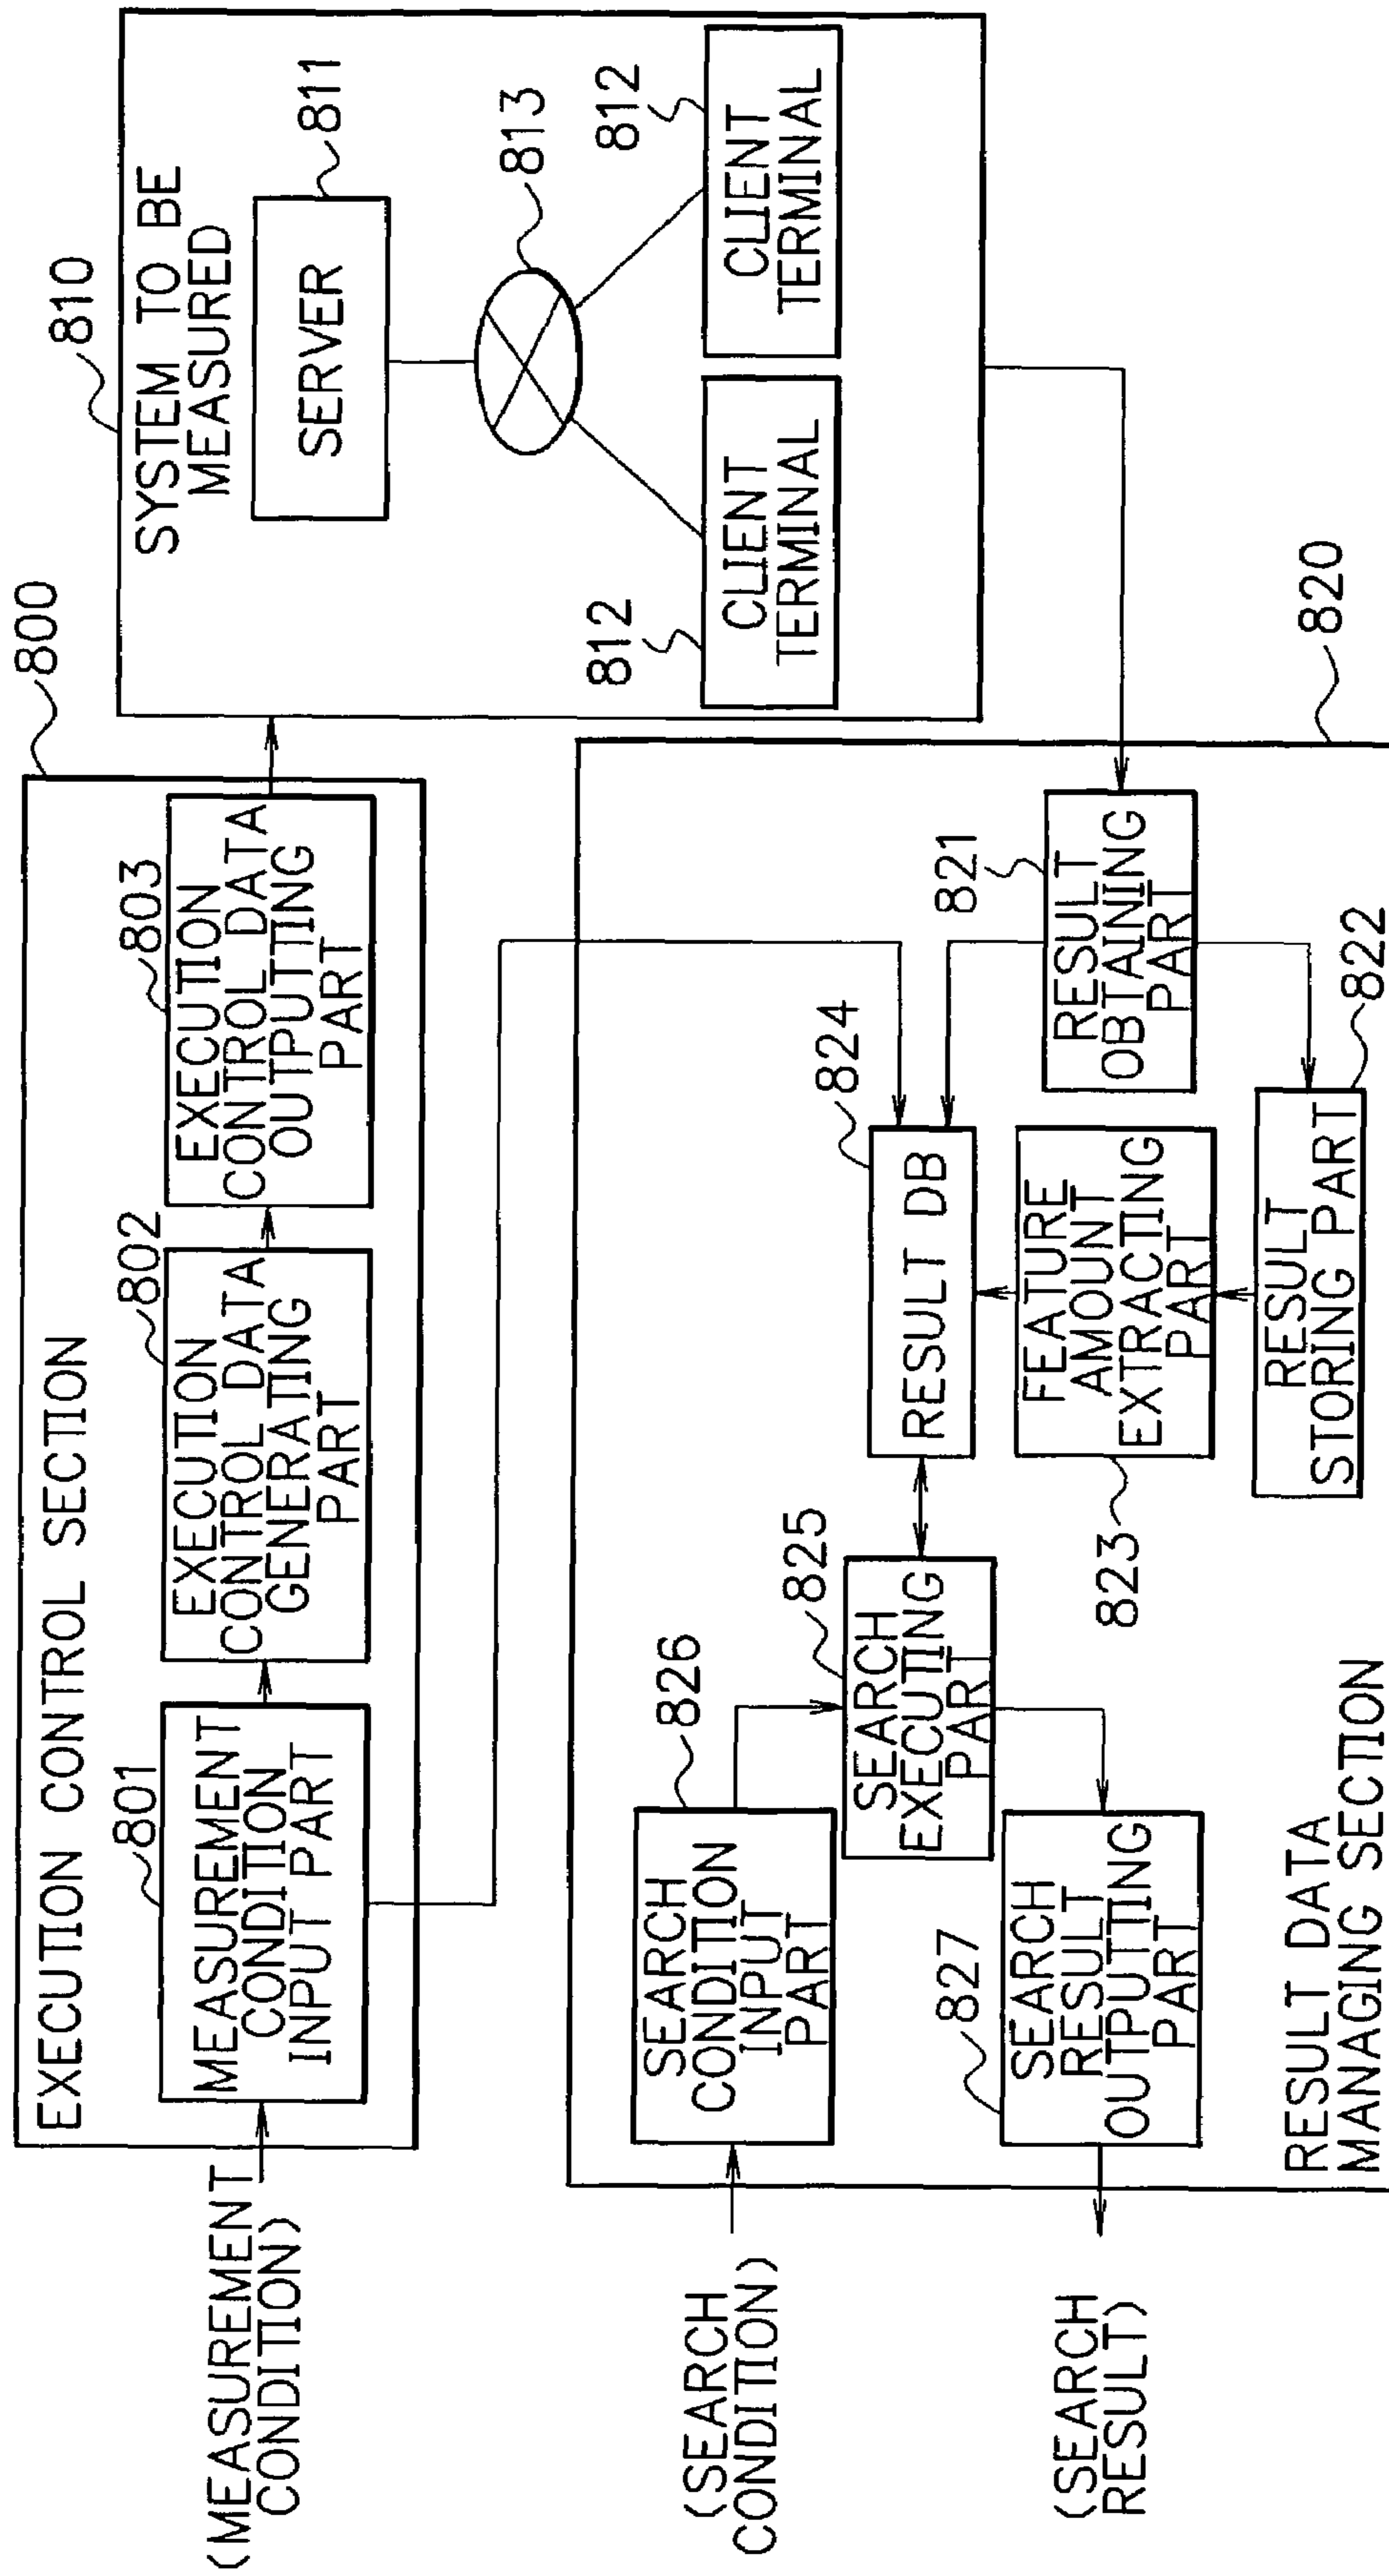 EXECUTION CONTROL SECTION
800
(MEASUREMENT
CONDITION)
801
MEASUREMENT
CONDITION
INPUT PART
802
EXECUTION
CONTROL DATA
GENERATING
PART
803
EXECUTION
CONTROL DATA
OUTPUTTING
PART
810
SYSTEM TO BE
MEASURED
SERVER
811
813
812
CLIENT
TERMINAL
812
CLIENT
TERMINAL
(SEARCH
CONDITION)
826
SEARCH
CONDITION
INPUT
PART
825
SEARCH
EXECUTING
PART
824
RESULT DB
821
RESULT
OBTAINING
PART
823
FEATURE
AMOUNT
EXTRACTING
PART
822
RESULT
STORING PART
(SEARCH
RESULT)
827
SEARCH
RESULT
OUTPUTTING
PART
RESULT DATA
MANAGING SECTION
820